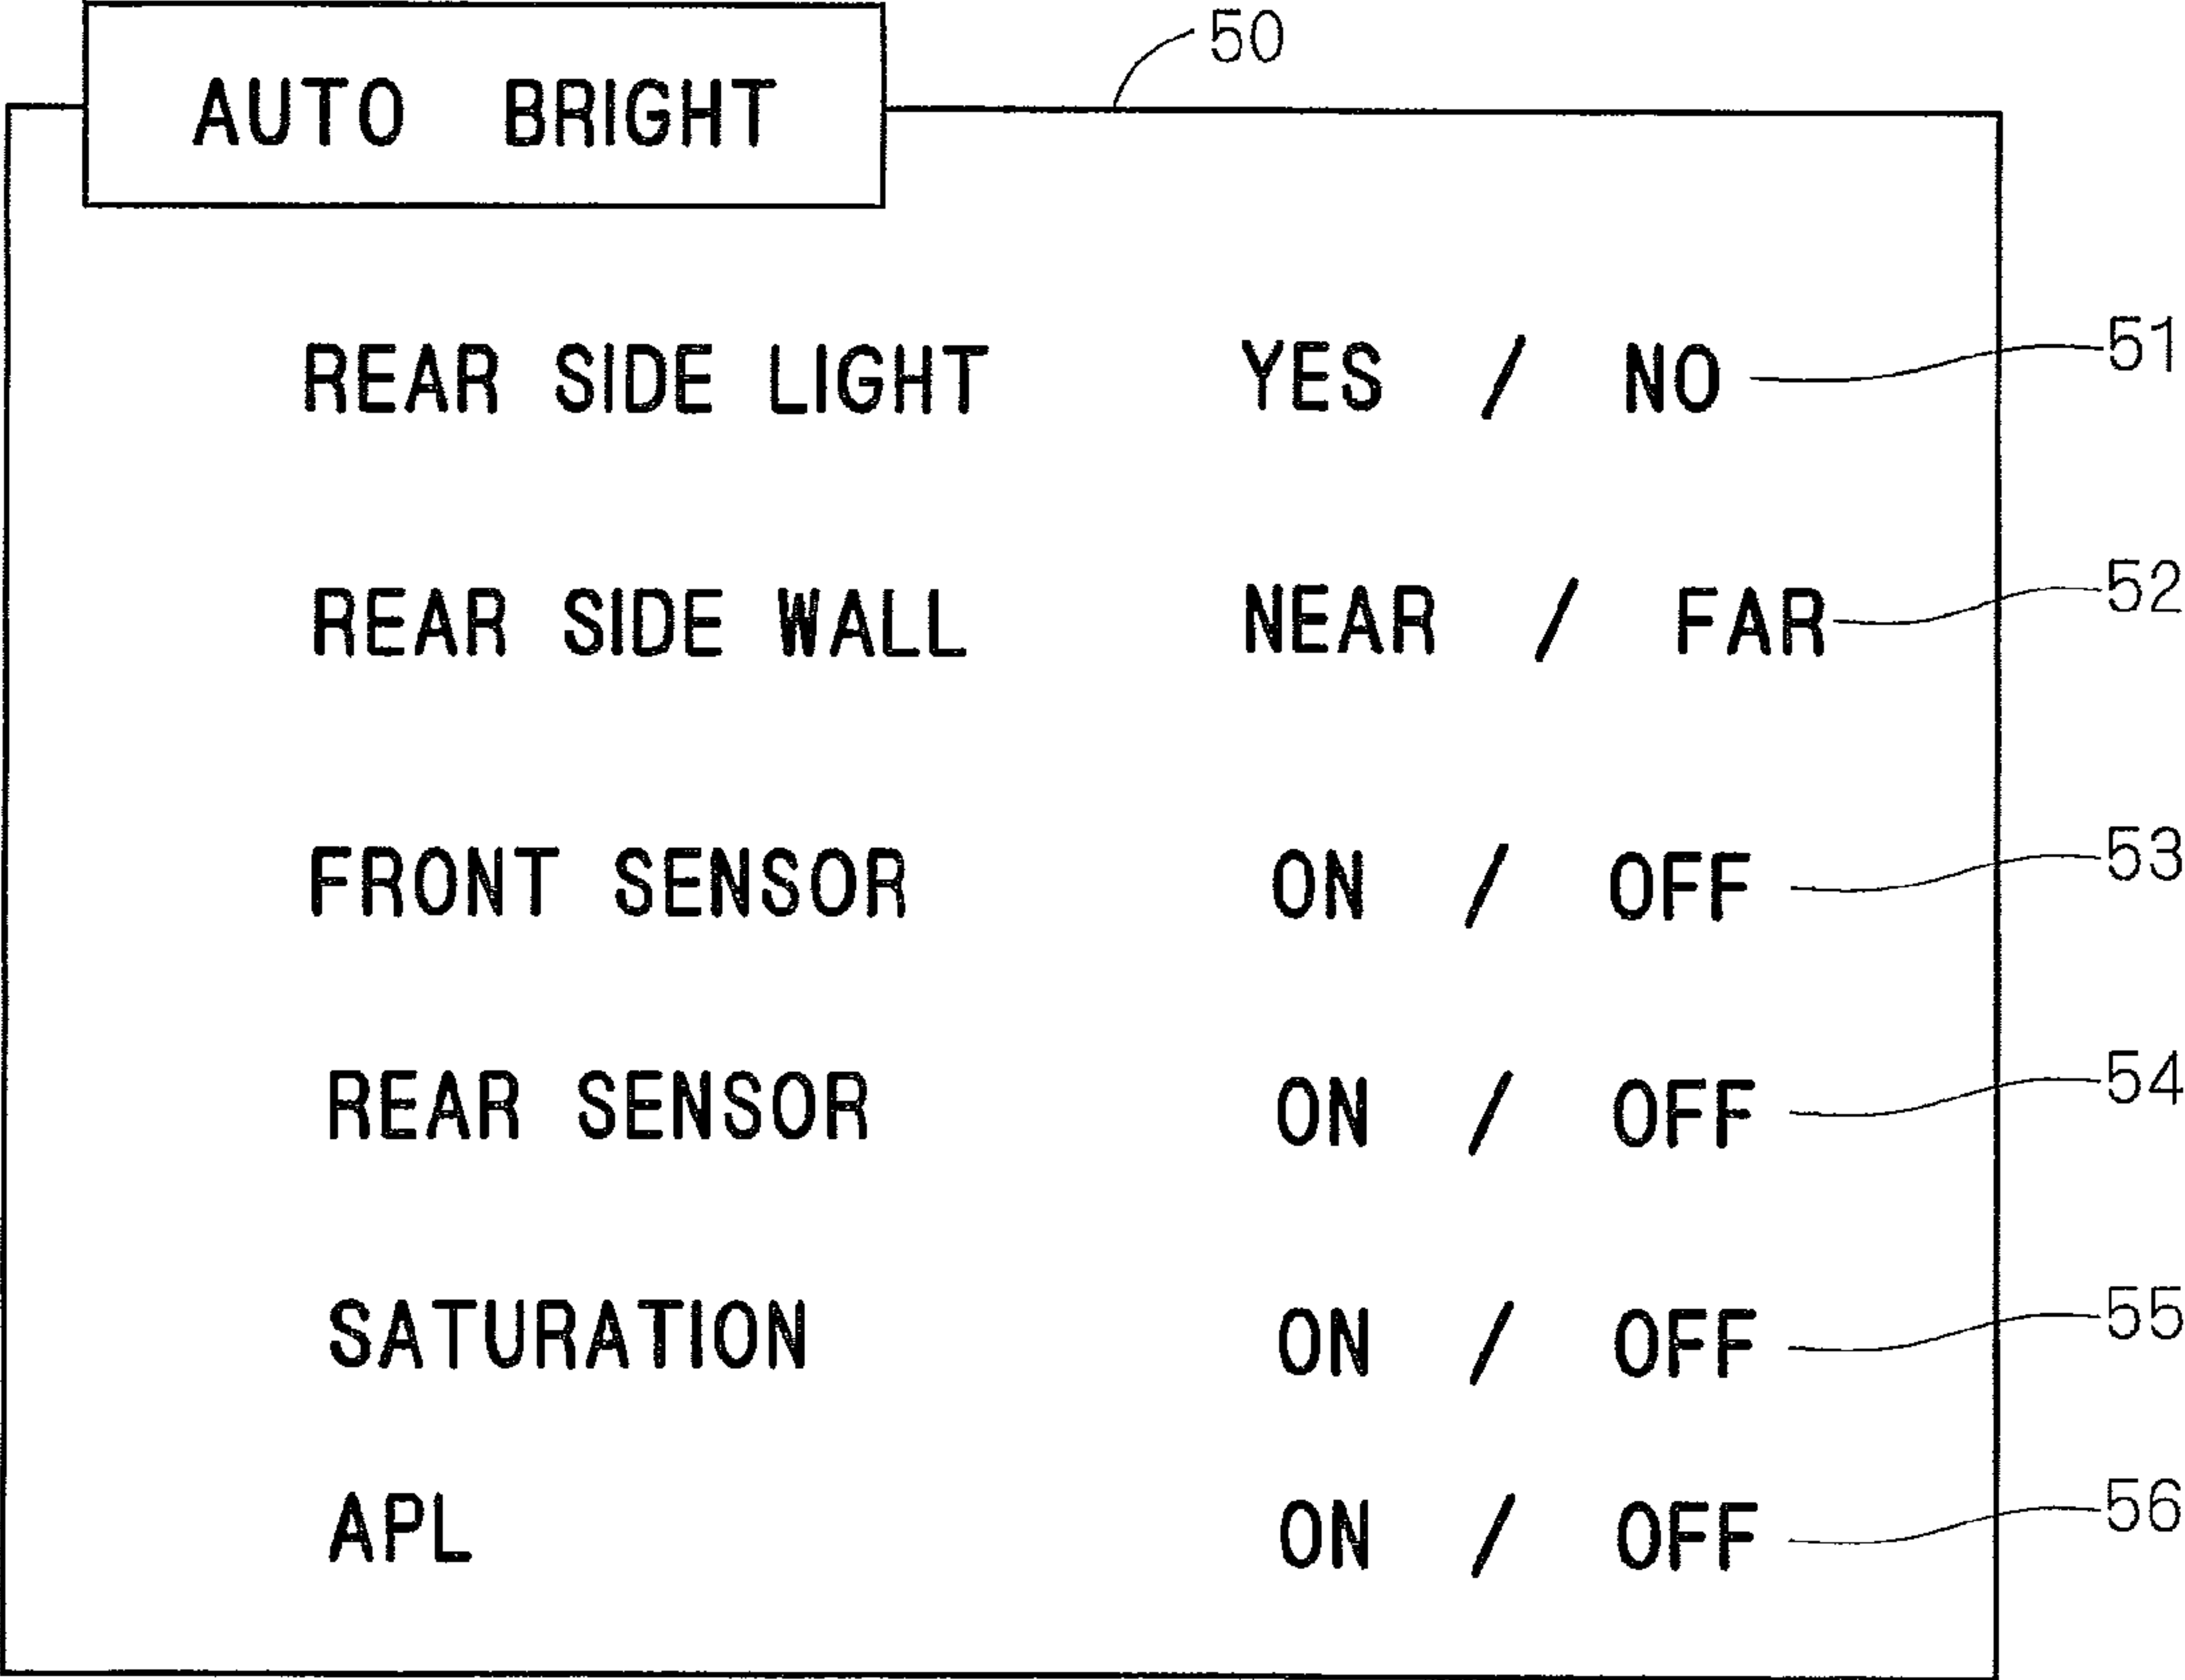 50
AUTO BRIGHT
REAR SIDE LIGHT YES / NO 51
REAR SIDE WALL NEAR / FAR 52
FRONT SENSOR ON / OFF 53
REAR SENSOR ON / OFF 54
SATURATION ON / OFF 55
APL ON / OFF 56